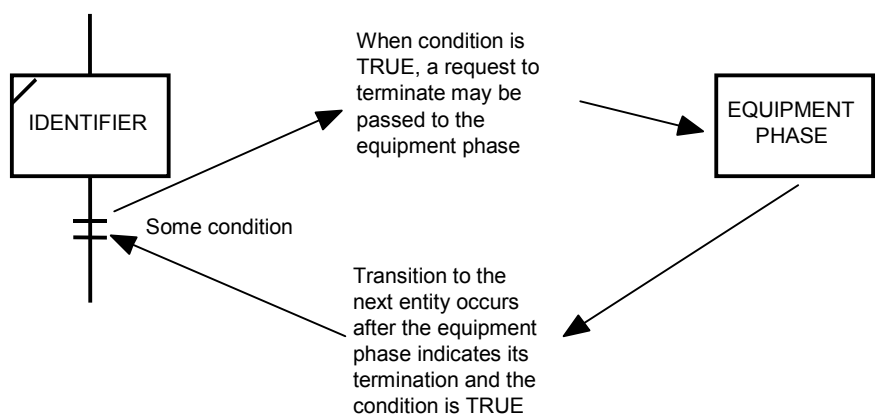 When condition is
TRUE, a request to
terminate may be
passed to the
equipment phase
IDENTIFIER
EQUIPMENT
PHASE
Some condition
Transition to the
next entity occurs
after the equipment
phase indicates its
termination and the
condition is TRUE